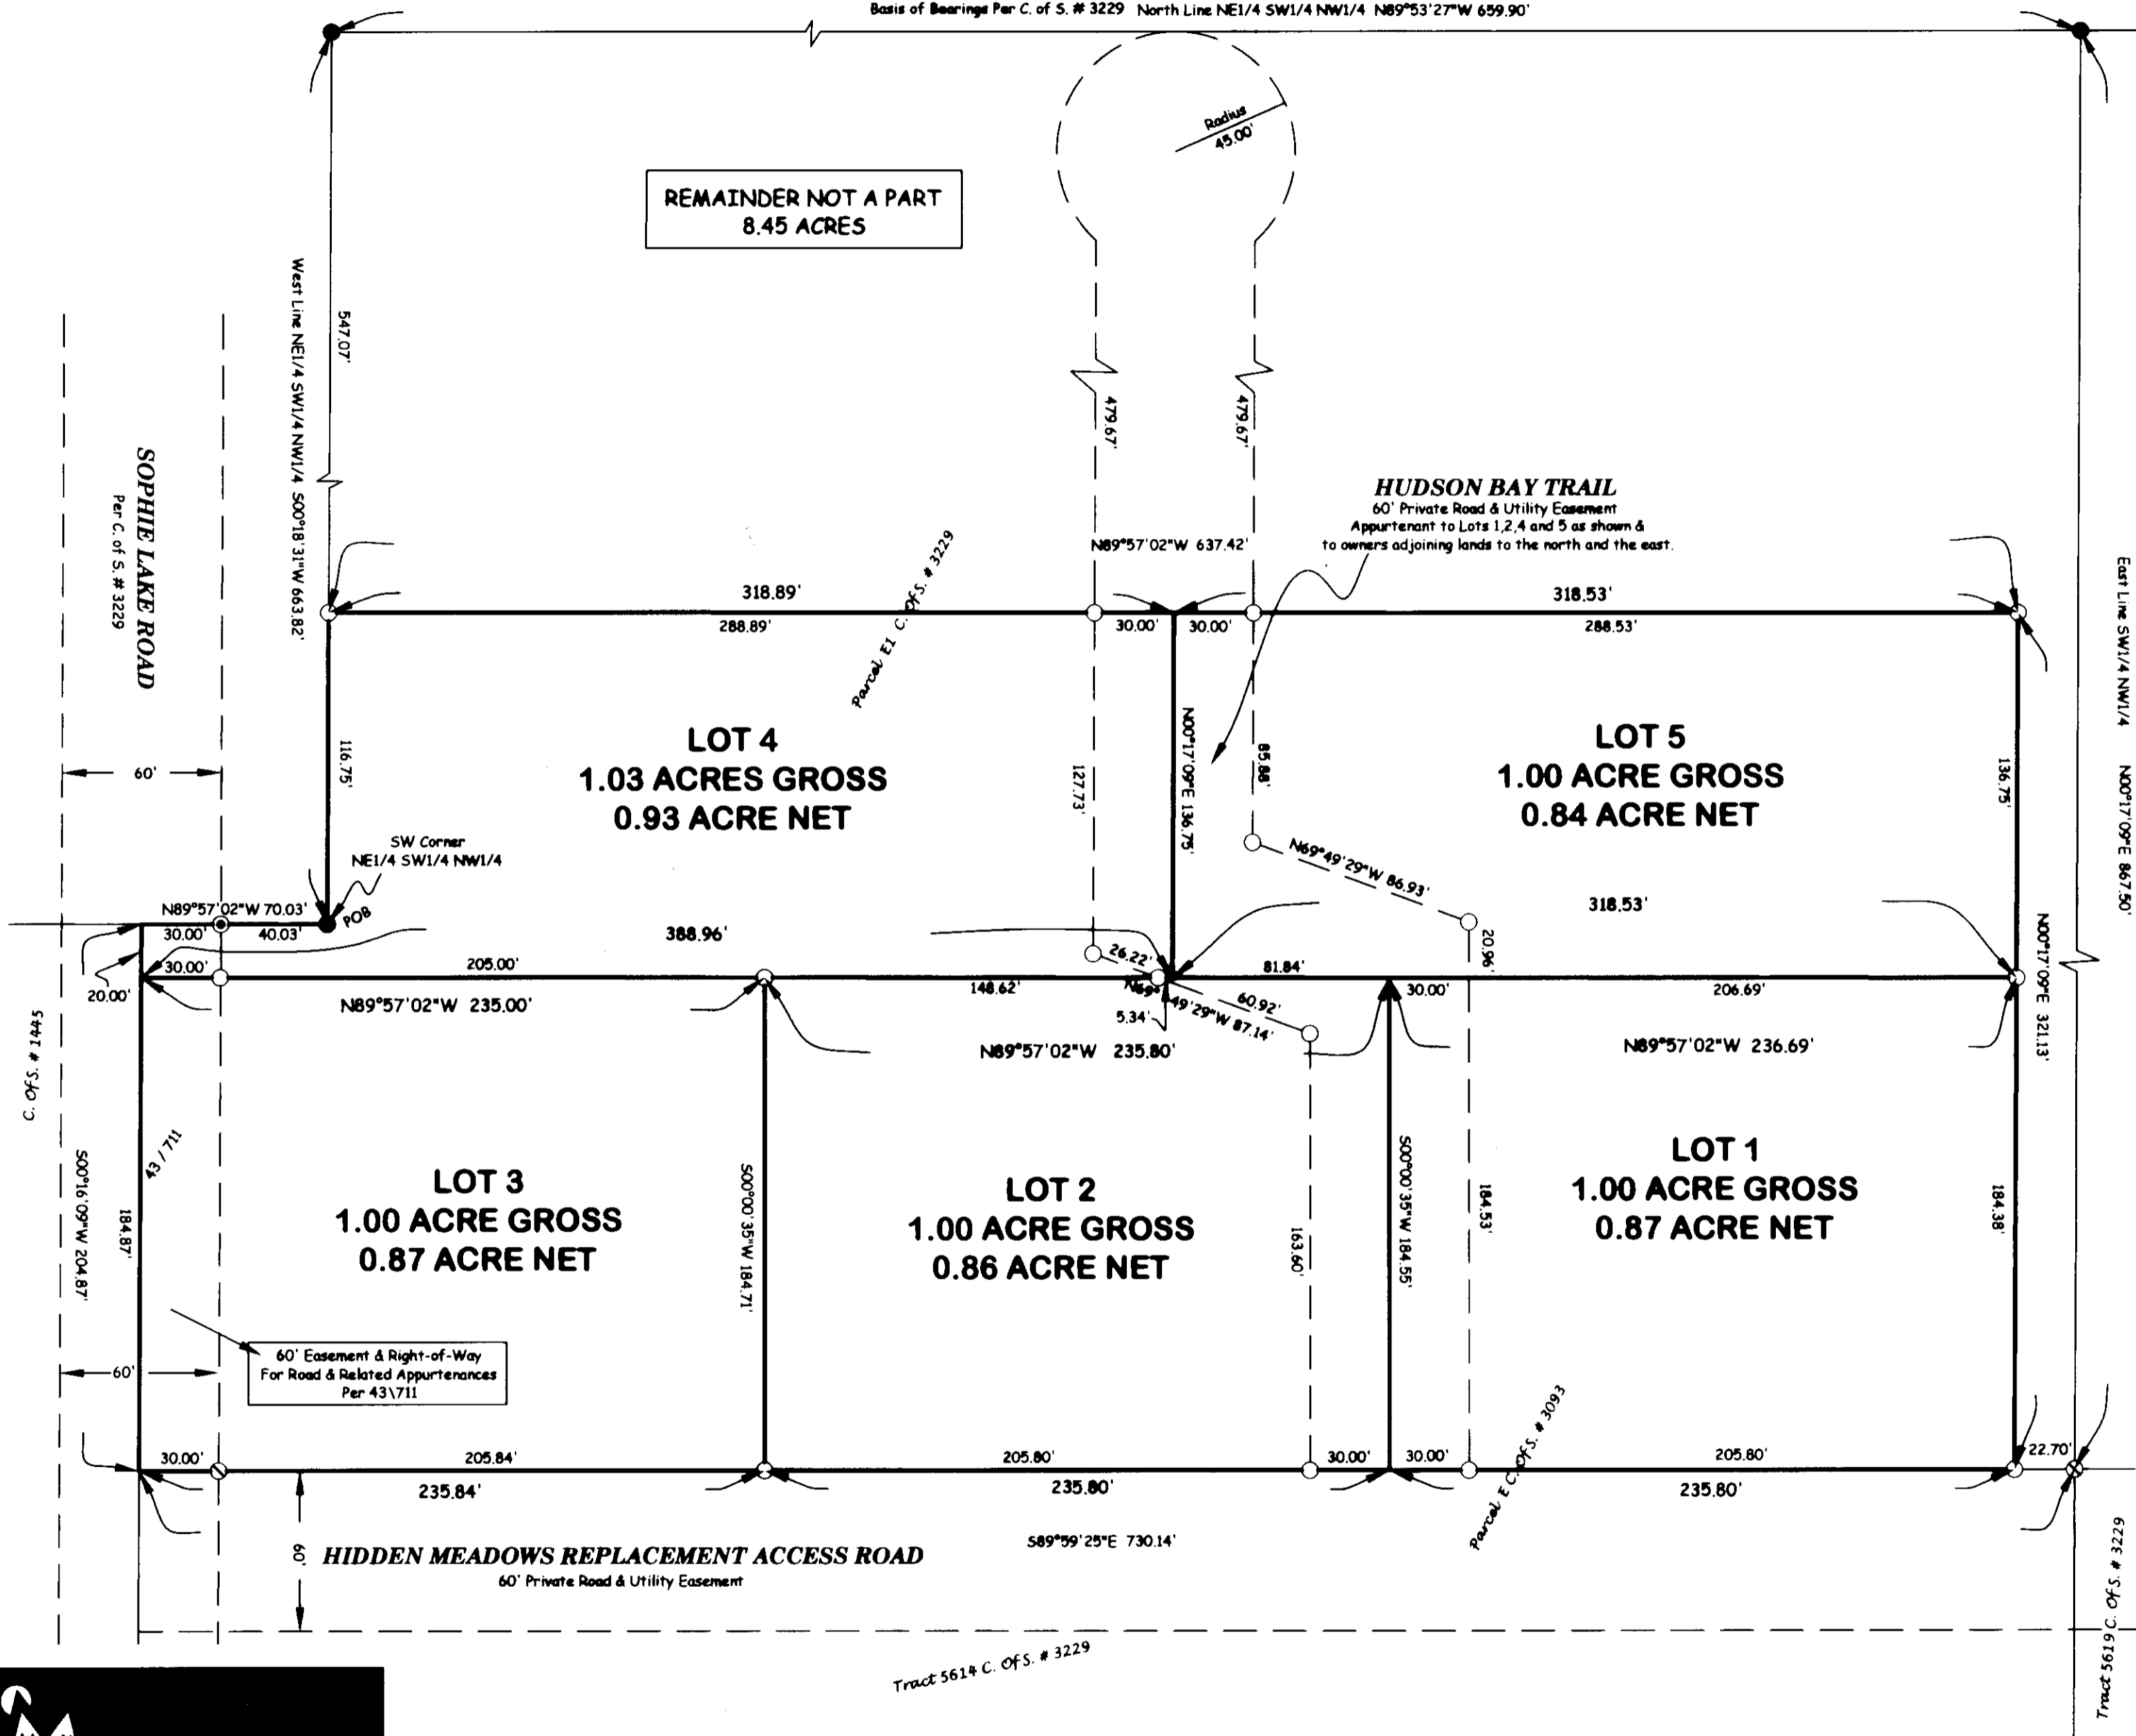 Basis of Bearings Per C. of S. # 3229 North Line NE1/4 SW1/4 NW1/4 N89°53'27"W 659.90'
Radius
45.00'
REMAINDER NOT A PART
8.45 ACRES
West Line NE1/4 SW1/4 NW1/4 S00°18'31"W 663.82'
547.07'
479.67'
479.67'
SOPHIE LAKE ROAD
Per C. of S. # 3229
HUDSON BAY TRAIL
60' Private Road & Utility Easement
Appurtenant to Lots 1,2,4 and 5 as shown &
to owners adjoining lands to the north and the east.
N89°57'02"W 637.42'
Parcel E1 C. Of S. # 3229
East Line SW1/4 NW1/4 N00°17'09"E 867.50'
318.89'
318.53'
288.89'
30.00'
30.00'
288.53'
LOT 4
1.03 ACRES GROSS
0.93 ACRE NET
LOT 5
1.00 ACRE GROSS
0.84 ACRE NET
116.75'
127.73'
N00°17'09"E 136.75'
85.88'
136.75'
60'
SW Corner
NE1/4 SW1/4 NW1/4
POB
N69°49'29"W 86.93'
N89°57'02"W 70.03'
30.00'
40.03'
388.96'
318.53'
20.96'
N00°17'09"E 321.13'
20.00'
30.00'
205.00'
26.22'
81.84'
148.62'
30.00'
206.69'
N89°57'02"W 235.00'
5.34'
60.92'
N69°49'29"W 87.14'
N89°57'02"W 235.80'
N89°57'02"W 236.69'
C. Of S. # 1445
43 / 711
S00°16'09"W 204.87'
184.87'
LOT 3
1.00 ACRE GROSS
0.87 ACRE NET
S00°00'35"W 184.71'
LOT 2
1.00 ACRE GROSS
0.86 ACRE NET
163.60'
S00°00'35"W 184.55'
184.53'
LOT 1
1.00 ACRE GROSS
0.87 ACRE NET
184.38'
60'
60' Easement & Right-of-Way
For Road & Related Appurtenances
Per 43\711
30.00'
205.84'
205.80'
30.00'
30.00'
205.80'
22.70'
235.84'
235.80'
235.80'
Parcel E C. Of S. # 3093
60'
HIDDEN MEADOWS REPLACEMENT ACCESS ROAD
60' Private Road & Utility Easement
S89°59'25"E 730.14'
Tract 5614 C. Of S. # 3229
Tract 5619 C. Of S. # 3229